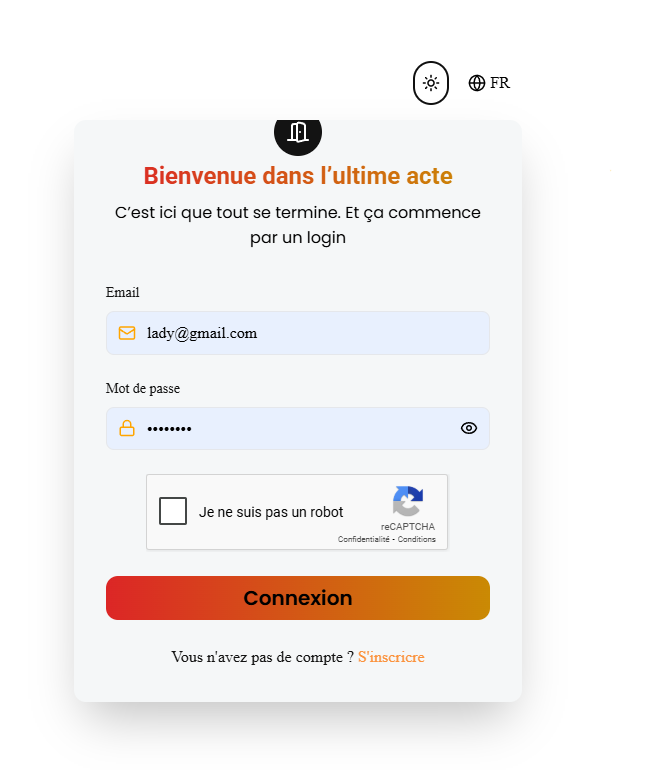 FR
Bienvenue dans l’ultime acte
C’est ici que tout se termine. Et ça commence
par un login
Email
lady@gmail.com
Mot de passe
••••••••
Je ne suis pas un robot
reCAPTCHA
Confidentialité - Conditions
Connexion
Vous n'avez pas de compte ? S'inscricre